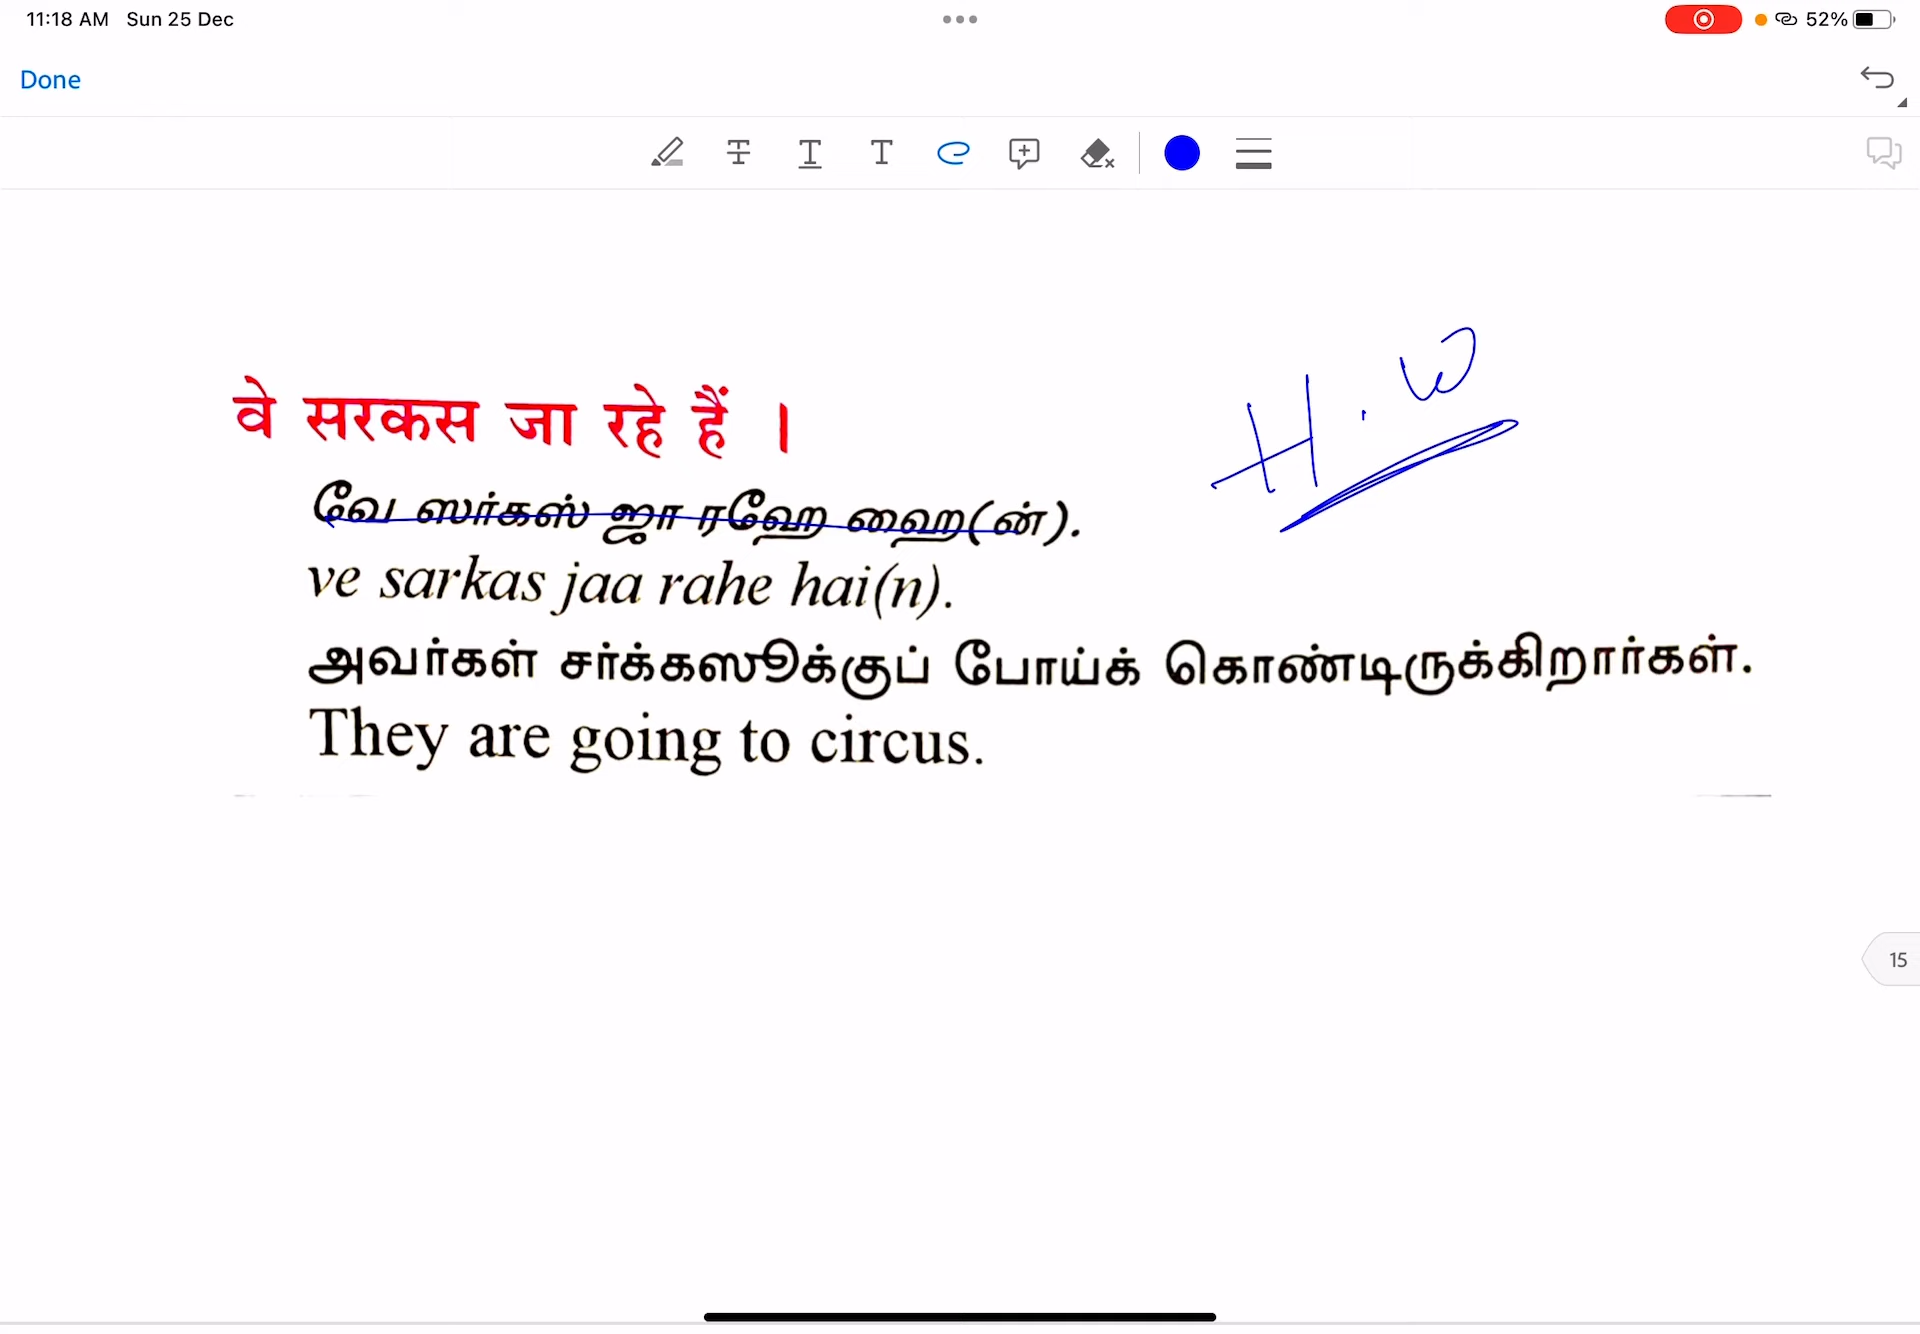 11:18 AM Sun 25 Dec
52%
Done
वे सरकस जा रहे हैं ।
H.W
வே ஸர்கஸ் ஜா ரஹே ஹை(ன்).
ve sarkas jaa rahe hai(n).
அவர்கள் சர்க்கஸூக்குப் போய்க் கொண்டிருக்கிறார்கள்.
They are going to circus.
15